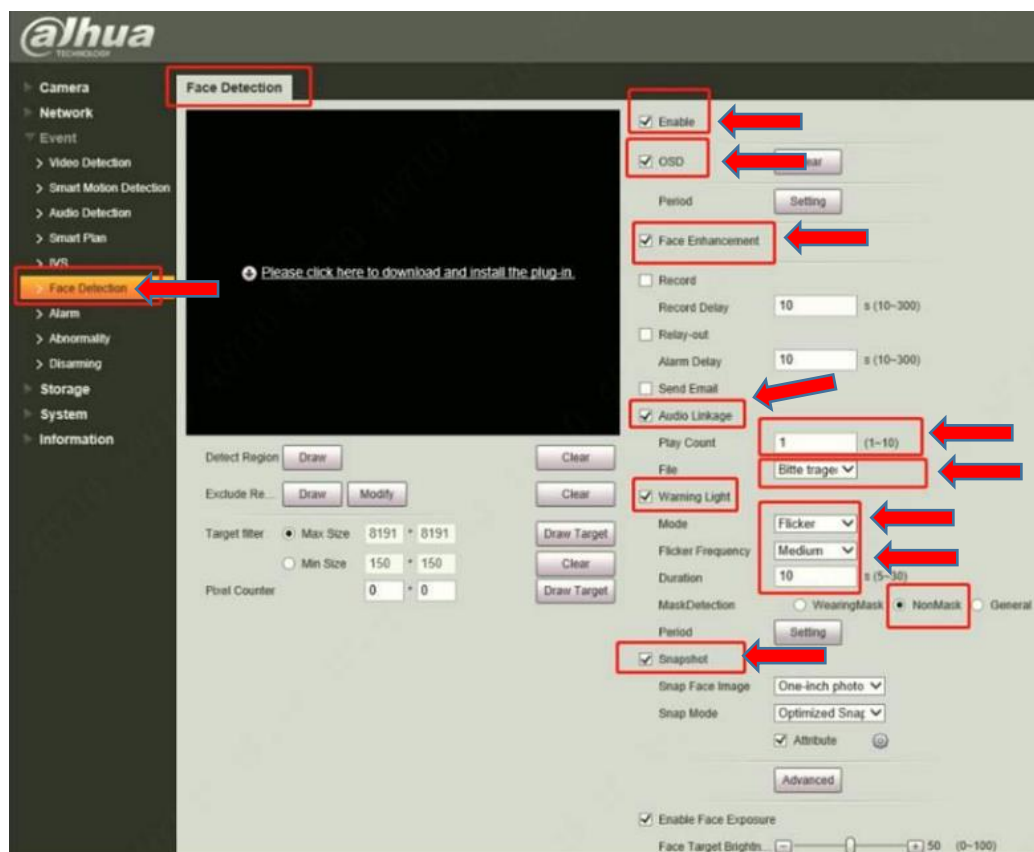 alhua
TECHNOLOGY
Camera
Network
Event
Video Detection
Smart Motion Detection
Audio Detection
Smart Plan
IVS
Face Detection
Alarm
Abnormality
Disarming
Storage
System
Information
Face Detection
Please click here to download and install the plug-in.
Detect Region Draw Clear
Exclude Re... Draw Modify Clear
Target filter Max Size 8191 * 8191 Draw Target
Min Size 150 * 150 Clear
Pixel Counter 0 * 0 Draw Target
Enable
OSD
Period Setting
Face Enhancement
Record
Record Delay 10 s (10~300)
Relay-out
Alarm Delay 10 s (10~300)
Send Email
Audio Linkage
Play Count 1 (1~10)
File Bitte trage
Warning Light
Mode Flicker
Flicker Frequency Medium
Duration 10 s (5~30)
MaskDetection WearingMask NonMask General
Period Setting
Snapshot
Snap Face Image One-inch photo
Snap Mode Optimized Snap
Attribute
Advanced
Enable Face Exposure
Face Target Brightn... 50 (0~100)